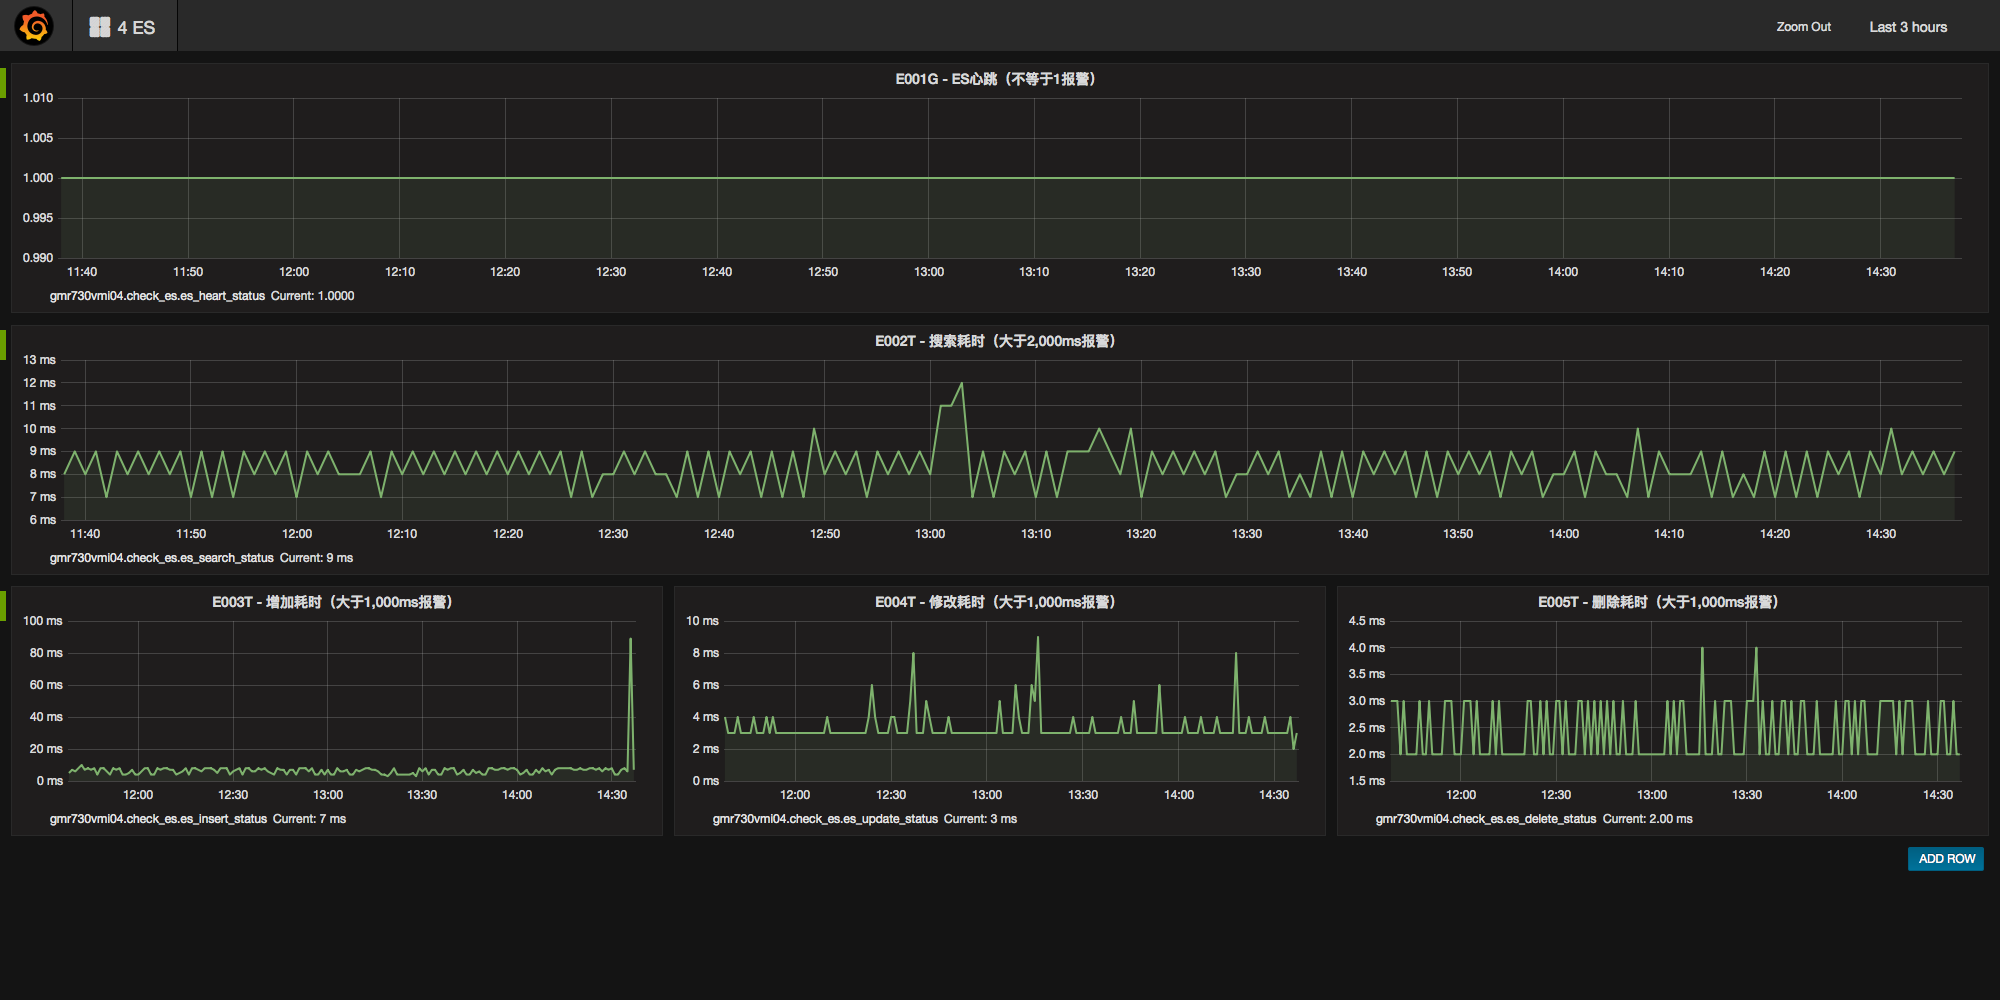 4 ES
Zoom Out
Last 3 hours
E001G - ES心跳（不等于1报警）
1.010
1.005
1.000
0.995
0.990
11:40 11:50 12:00 12:10 12:20 12:30 12:40 12:50 13:00 13:10 13:20 13:30 13:40 13:50 14:00 14:10 14:20 14:30
gmr730vmi04.check_es.es_heart_status Current: 1.0000
E002T - 搜索耗时（大于2,000ms报警）
13 ms
12 ms
11 ms
10 ms
9 ms
8 ms
7 ms
6 ms
11:40 11:50 12:00 12:10 12:20 12:30 12:40 12:50 13:00 13:10 13:20 13:30 13:40 13:50 14:00 14:10 14:20 14:30
gmr730vmi04.check_es.es_search_status Current: 9 ms
E003T - 增加耗时（大于1,000ms报警）
100 ms
80 ms
60 ms
40 ms
20 ms
0 ms
12:00 12:30 13:00 13:30 14:00 14:30
gmr730vmi04.check_es.es_insert_status Current: 7 ms
E004T - 修改耗时（大于1,000ms报警）
10 ms
8 ms
6 ms
4 ms
2 ms
0 ms
12:00 12:30 13:00 13:30 14:00 14:30
gmr730vmi04.check_es.es_update_status Current: 3 ms
E005T - 删除耗时（大于1,000ms报警）
4.5 ms
4.0 ms
3.5 ms
3.0 ms
2.5 ms
2.0 ms
1.5 ms
12:00 12:30 13:00 13:30 14:00 14:30
gmr730vmi04.check_es.es_delete_status Current: 2.00 ms
ADD ROW